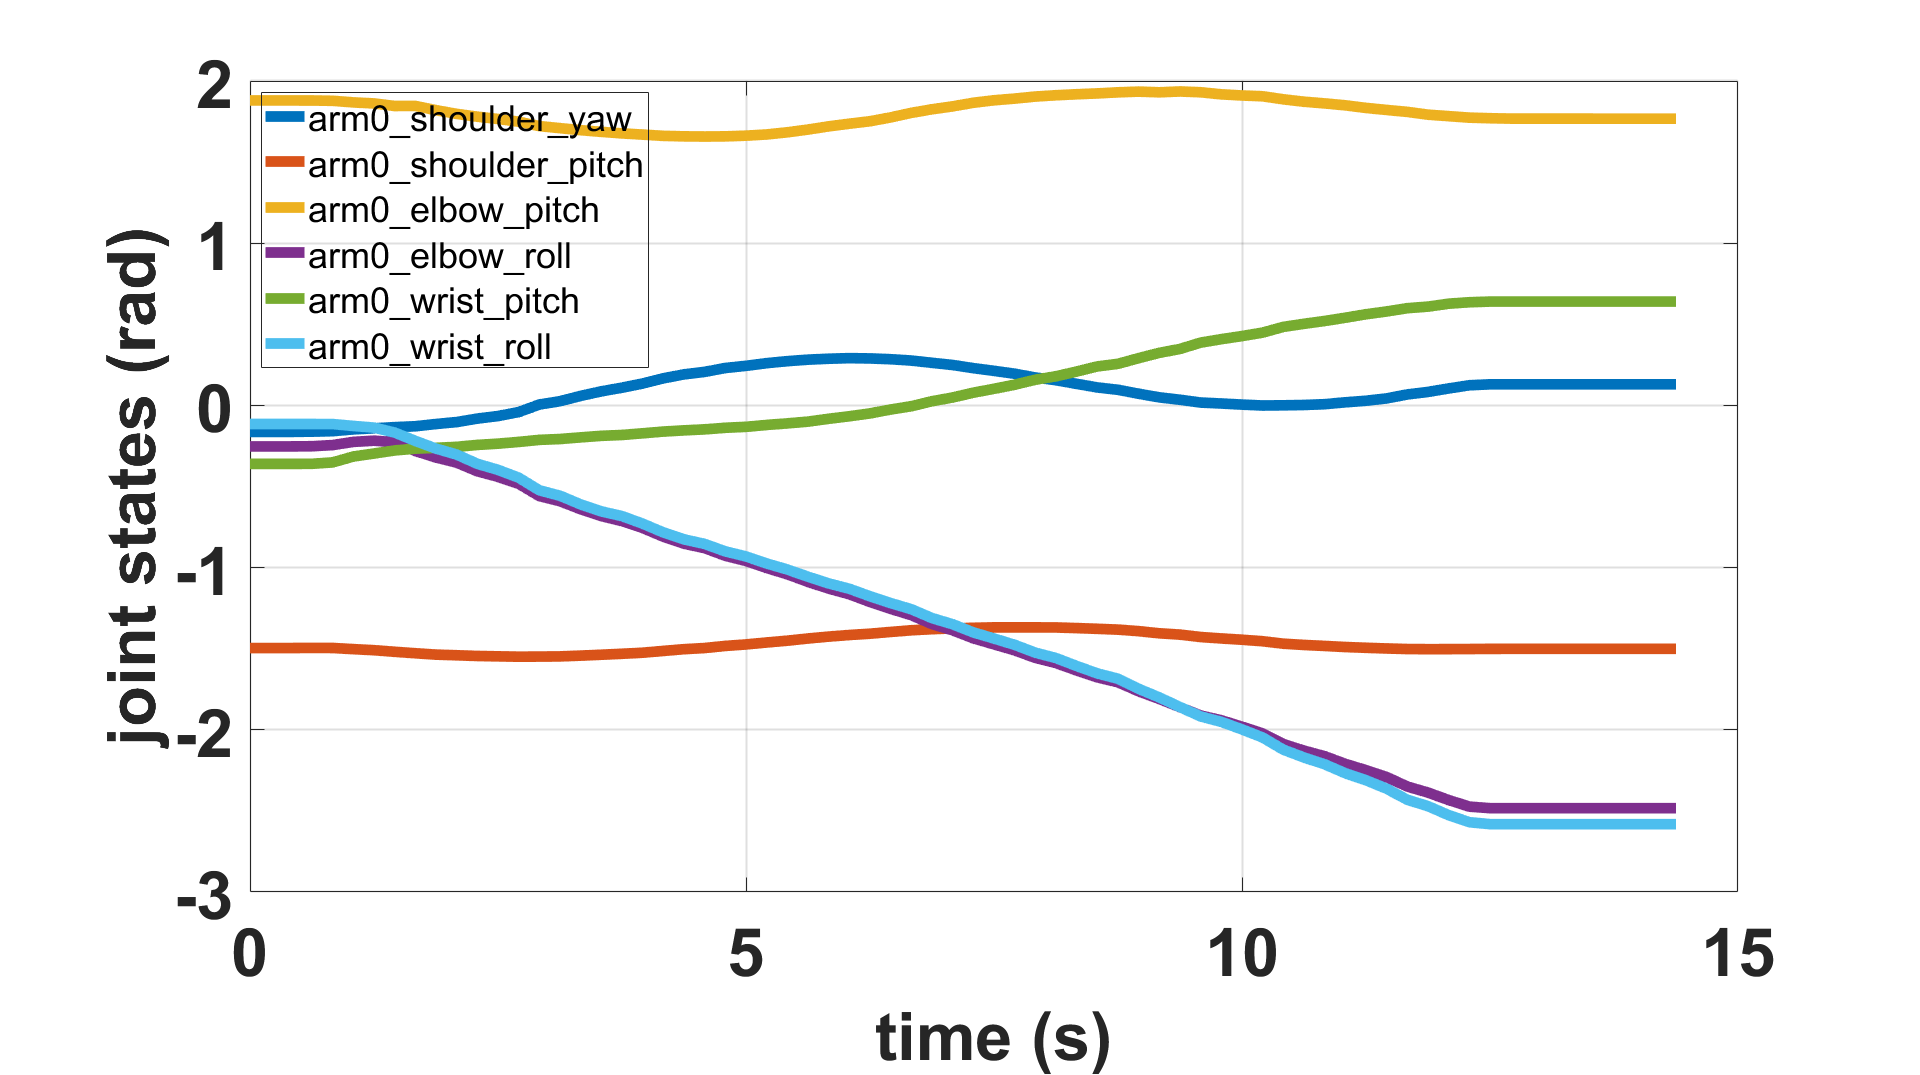 joint states (rad)
2
1
0
-1
-2
-3
arm0_shoulder_yaw
arm0_shoulder_pitch
arm0_elbow_pitch
arm0_elbow_roll
arm0_wrist_pitch
arm0_wrist_roll
0 5 10 15
time (s)